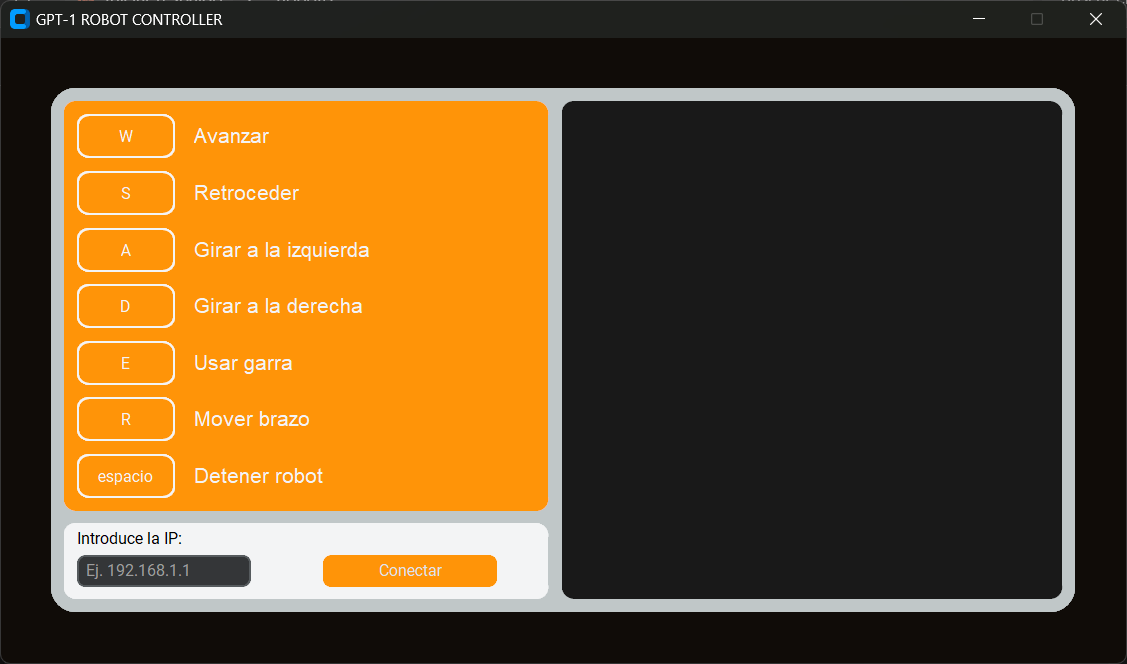 GPT-1 ROBOT CONTROLLER
W Avanzar
S Retroceder
A Girar a la izquierda
D Girar a la derecha
E Usar garra
R Mover brazo
espacio Detener robot
Introduce la IP:
Ej. 192.168.1.1 Conectar